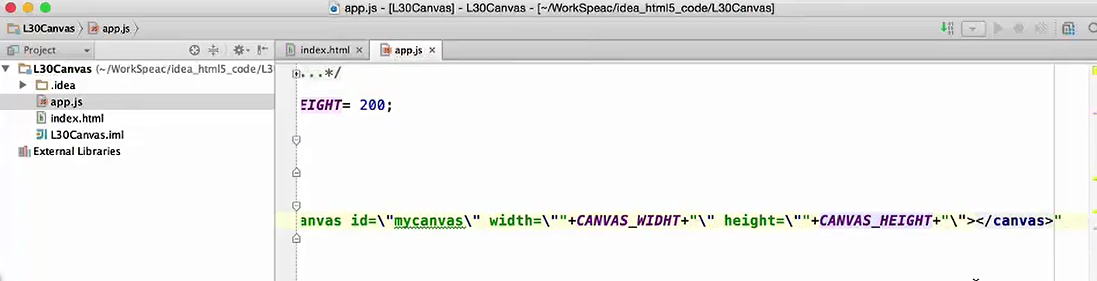 app.js - [L30Canvas] - L30Canvas - [~/WorkSpeac/idea_html5_code/L30Canvas]
L30Canvas app.js
Project
index.html app.js
L30Canvas (~/WorkSpeac/idea_html5_code/L3
.idea
app.js
index.html
L30Canvas.iml
External Libraries
...*/
EIGHT= 200;
anvas id=\"mycanvas\" width=\""+CANVAS_WIDHT+"\" height=\""+CANVAS_HEIGHT+"\"></canvas>"